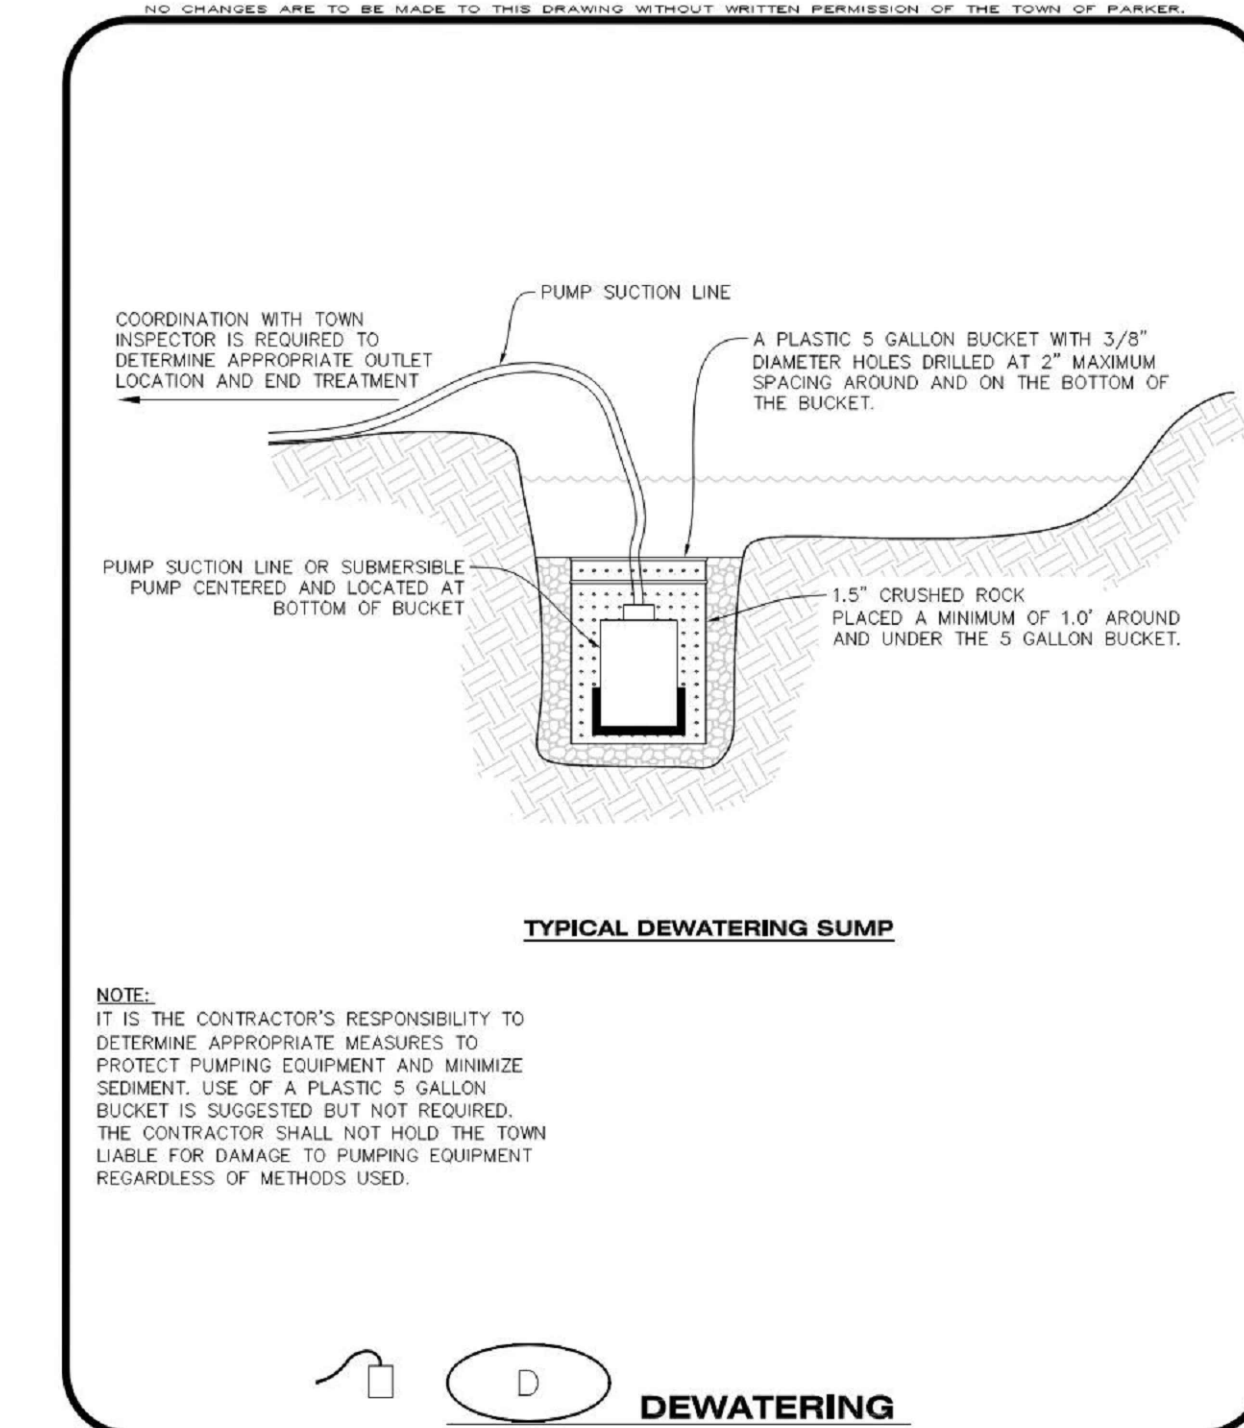 NO CHANGES ARE TO BE MADE TO THIS DRAWING WITHOUT WRITTEN PERMISSION OF THE TOWN OF PARKER.
PUMP SUCTION LINE
COORDINATION WITH TOWN
INSPECTOR IS REQUIRED TO
DETERMINE APPROPRIATE OUTLET
LOCATION AND END TREATMENT
A PLASTIC 5 GALLON BUCKET WITH 3/8"
DIAMETER HOLES DRILLED AT 2" MAXIMUM
SPACING AROUND AND ON THE BOTTOM OF
THE BUCKET.
PUMP SUCTION LINE OR SUBMERSIBLE
PUMP CENTERED AND LOCATED AT
BOTTOM OF BUCKET
1.5" CRUSHED ROCK
PLACED A MINIMUM OF 1.0' AROUND
AND UNDER THE 5 GALLON BUCKET.
TYPICAL DEWATERING SUMP
NOTE:
IT IS THE CONTRACTOR'S RESPONSIBILITY TO
DETERMINE APPROPRIATE MEASURES TO
PROTECT PUMPING EQUIPMENT AND MINIMIZE
SEDIMENT. USE OF A PLASTIC 5 GALLON
BUCKET IS SUGGESTED BUT NOT REQUIRED.
THE CONTRACTOR SHALL NOT HOLD THE TOWN
LIABLE FOR DAMAGE TO PUMPING EQUIPMENT
REGARDLESS OF METHODS USED.
D
DEWATERING